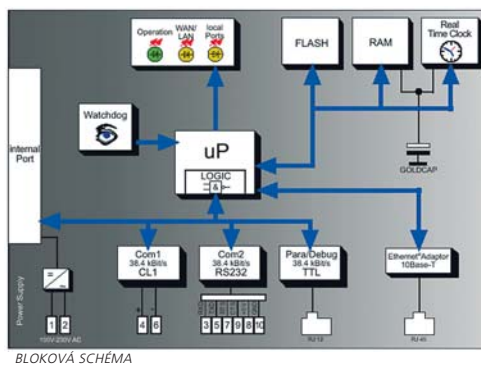 Operation WAN/LAN local Ports
FLASH
RAM
Real Time Clock
Watchdog
internal Port
uP
LOGIC
&
GOLDCAP
Com1
38.4 kBit/s
CL1
Com2
38.4 kBit/s
RS232
Para/Debug
38.4 kBit/s
TTL
Ethernet Adaptor
10Base-T
Power Supply
1 2
+ -
4 6
3 5 7 9 8 10
100V-230V AC
RJ 12
RJ 45
BLOKOVÁ SCHÉMA